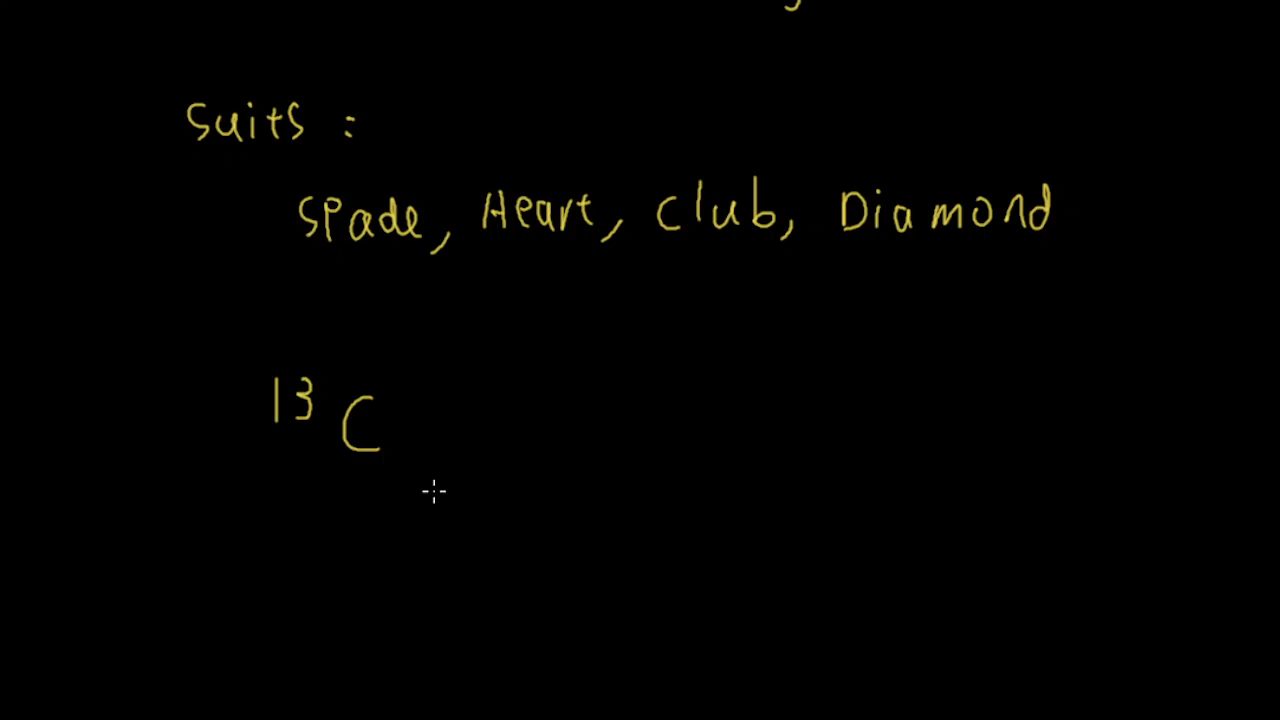 Suits :
Spade, Heart, Club, Diamond
13 C